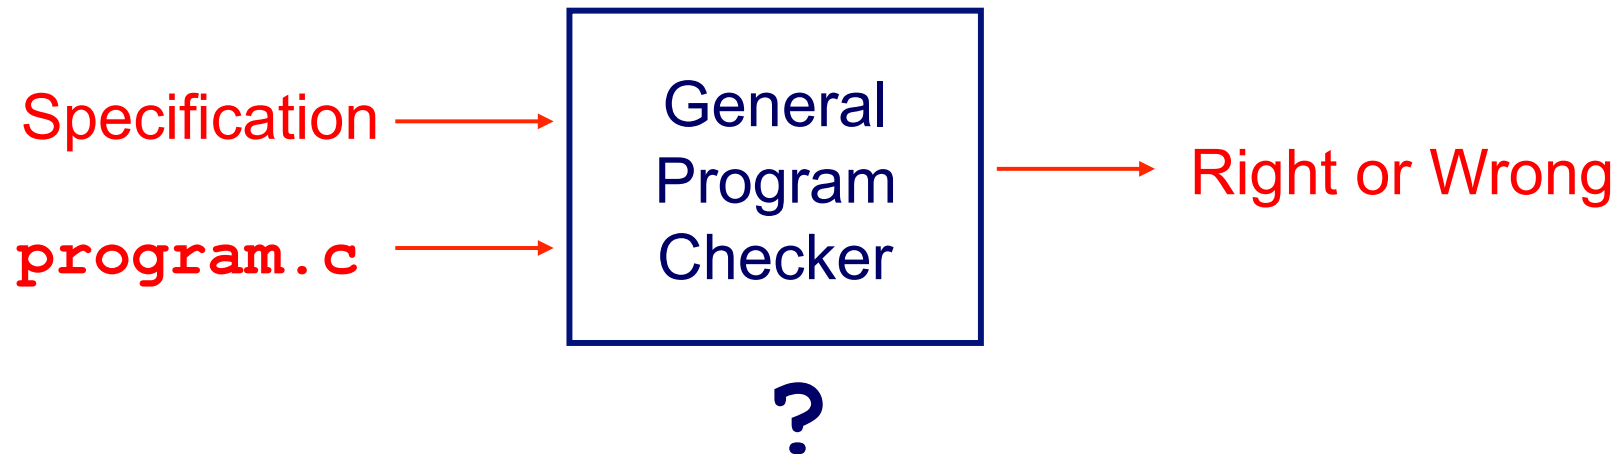 Specification
program.c
General
Program
Checker
Right or Wrong
?